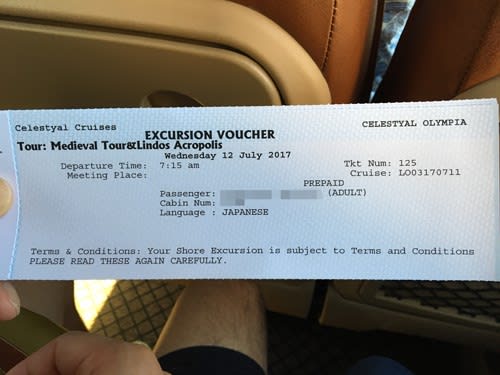 Celestyal Cruises
CELESTYAL OLYMPIA
EXCURSION VOUCHER
Tour: Medieval Tour&Lindos Acropolis
Wednesday 12 July 2017
Departure Time: 7:15 am
Tkt Num: 125
Meeting Place:
Cruise: LO03170711
PREPAID
Passenger: (ADULT)
Cabin Num:
Language : JAPANESE
Terms & Conditions: Your Shore Excursion is subject to Terms and Conditions
PLEASE READ THESE AGAIN CAREFULLY.